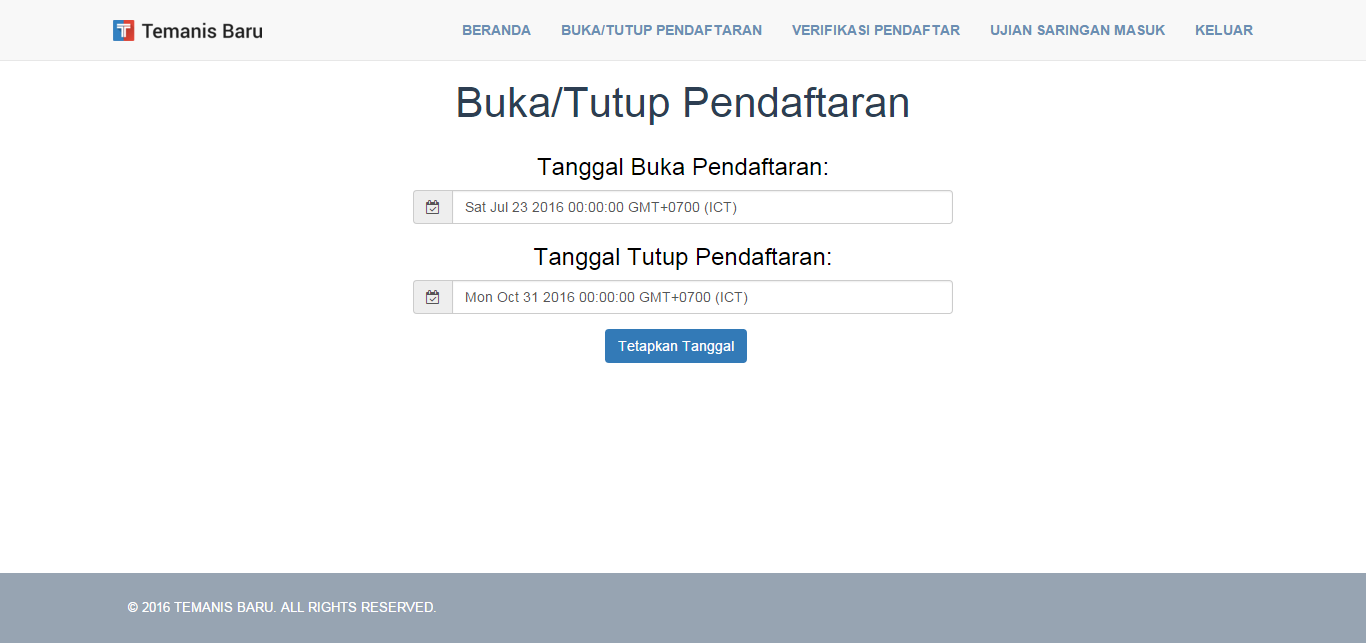 Temanis Baru
BERANDA BUKA/TUTUP PENDAFTARAN VERIFIKASI PENDAFTAR UJIAN SARINGAN MASUK KELUAR
Buka/Tutup Pendaftaran
Tanggal Buka Pendaftaran:
Sat Jul 23 2016 00:00:00 GMT+0700 (ICT)
Tanggal Tutup Pendaftaran:
Mon Oct 31 2016 00:00:00 GMT+0700 (ICT)
Tetapkan Tanggal
© 2016 TEMANIS BARU. ALL RIGHTS RESERVED.